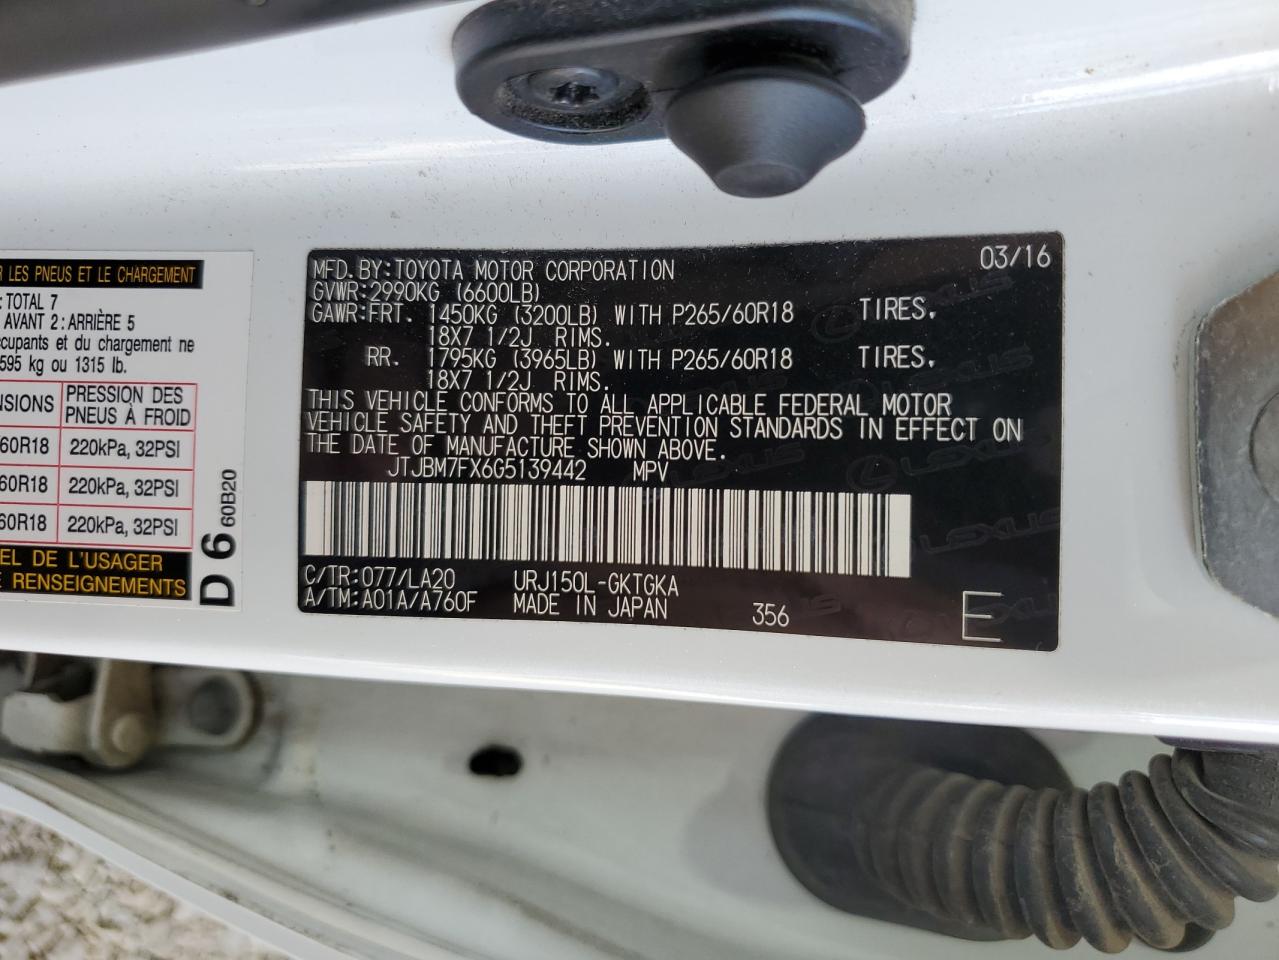 R LES PNEUS ET LE CHARGEMENT
: TOTAL 7
AVANT 2: ARRIÈRE 5
ccupants et du chargement ne
595 kg ou 1315 lb.
NSIONS PRESSION DES PNEUS À FROID
60R18 220kPa, 32PSI
60R18 220kPa, 32PSI
60R18 220kPa, 32PSI
EL DE L'USAGER
E RENSEIGNEMENTS
D 6 60B20
MFD. BY: TOYOTA MOTOR CORPORATION 03/16
GVWR: 2990KG (6600LB)
GAWR: FRT. 1450KG (3200LB) WITH P265/60R18 TIRES,
18X7 1/2J RIMS.
RR. 1795KG (3965LB) WITH P265/60R18 TIRES,
18X7 1/2J RIMS.
THIS VEHICLE CONFORMS TO ALL APPLICABLE FEDERAL MOTOR
VEHICLE SAFETY AND THEFT PREVENTION STANDARDS IN EFFECT ON
THE DATE OF MANUFACTURE SHOWN ABOVE.
JTJBM7FX6G5139442 MPV
C/TR: 077/LA20 URJ150L-GKTGKA
A/TM: A01A/A760F MADE IN JAPAN 356 E
LEXUS
LEXUS
LEXUS